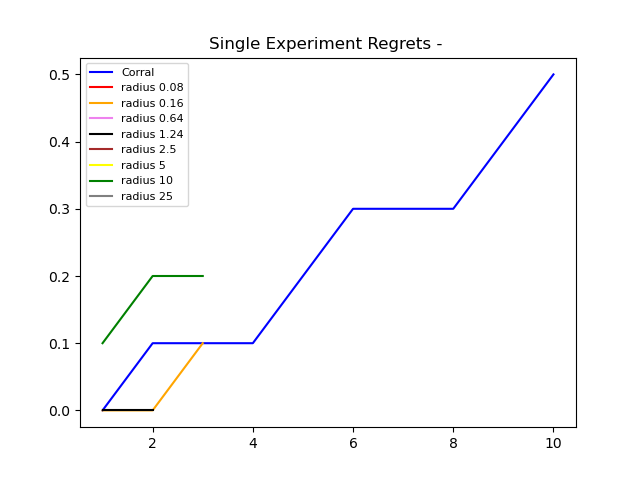 Single Experiment Regrets -
0.5
0.4
0.3
0.2
0.1
0.0
Corral
radius 0.08
radius 0.16
radius 0.64
radius 1.24
radius 2.5
radius 5
radius 10
radius 25
2 4 6 8 10